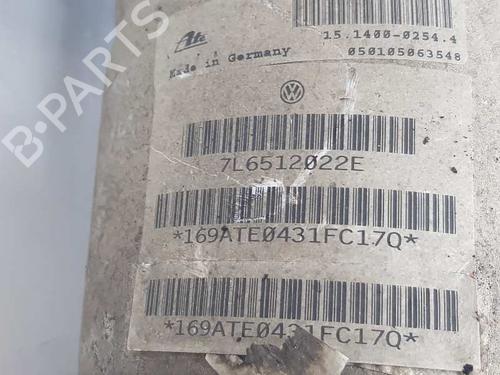 Ate
Made in Germany
15.1400-0254.4
050105063548
7L6512022E
*169ATE0431FC17Q*
*169ATE0431FC17Q*
B-PARTS